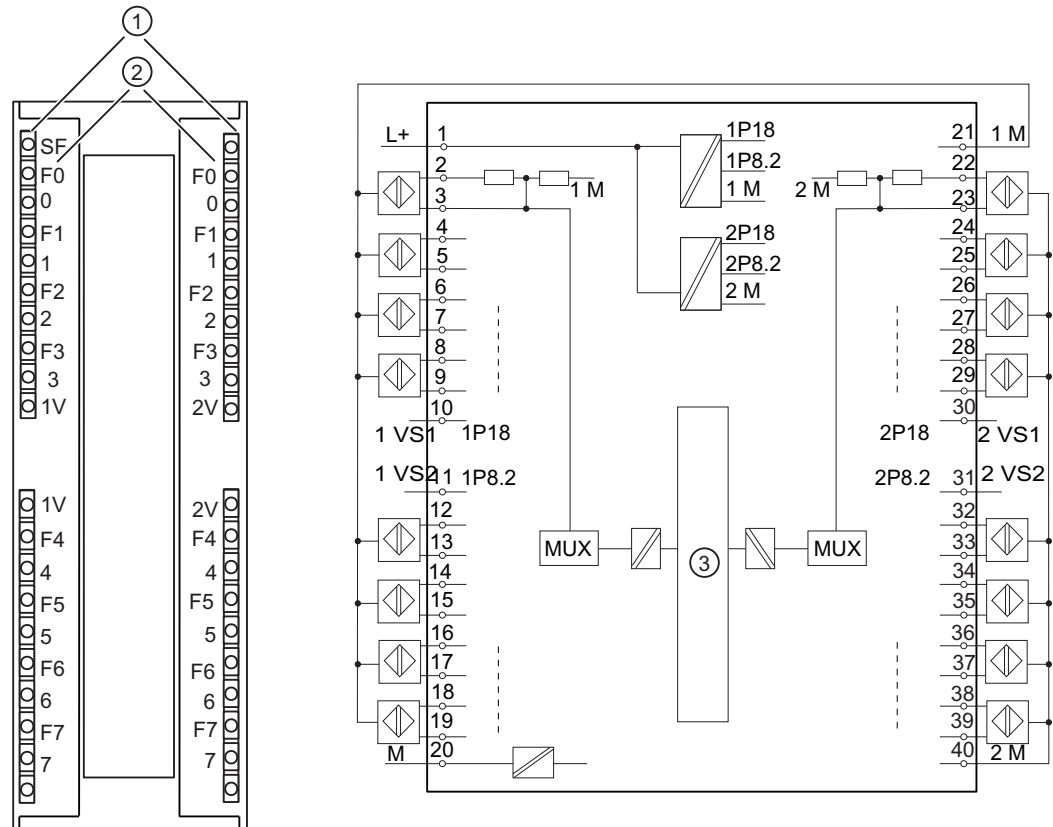 1
2
SF
F0
0
F1
1
F2
2
F3
3
1V
1V
F4
4
F5
5
F6
6
F7
7
F0
0
F1
1
F2
2
F3
3
2V
2V
F4
4
F5
5
F6
6
F7
7
L+
1
2
3
4
5
6
7
8
9
10
1 VS1
1P18
1 VS2
11
1P8.2
12
13
14
15
16
17
18
19
M
20
1 M
2 M
1P18
1P8.2
1 M
2P18
2P8.2
2 M
MUX
3
MUX
21
1 M
22
23
24
25
26
27
28
29
30
2P18
2 VS1
2P8.2
31
2 VS2
32
33
34
35
36
37
38
39
40
2 M